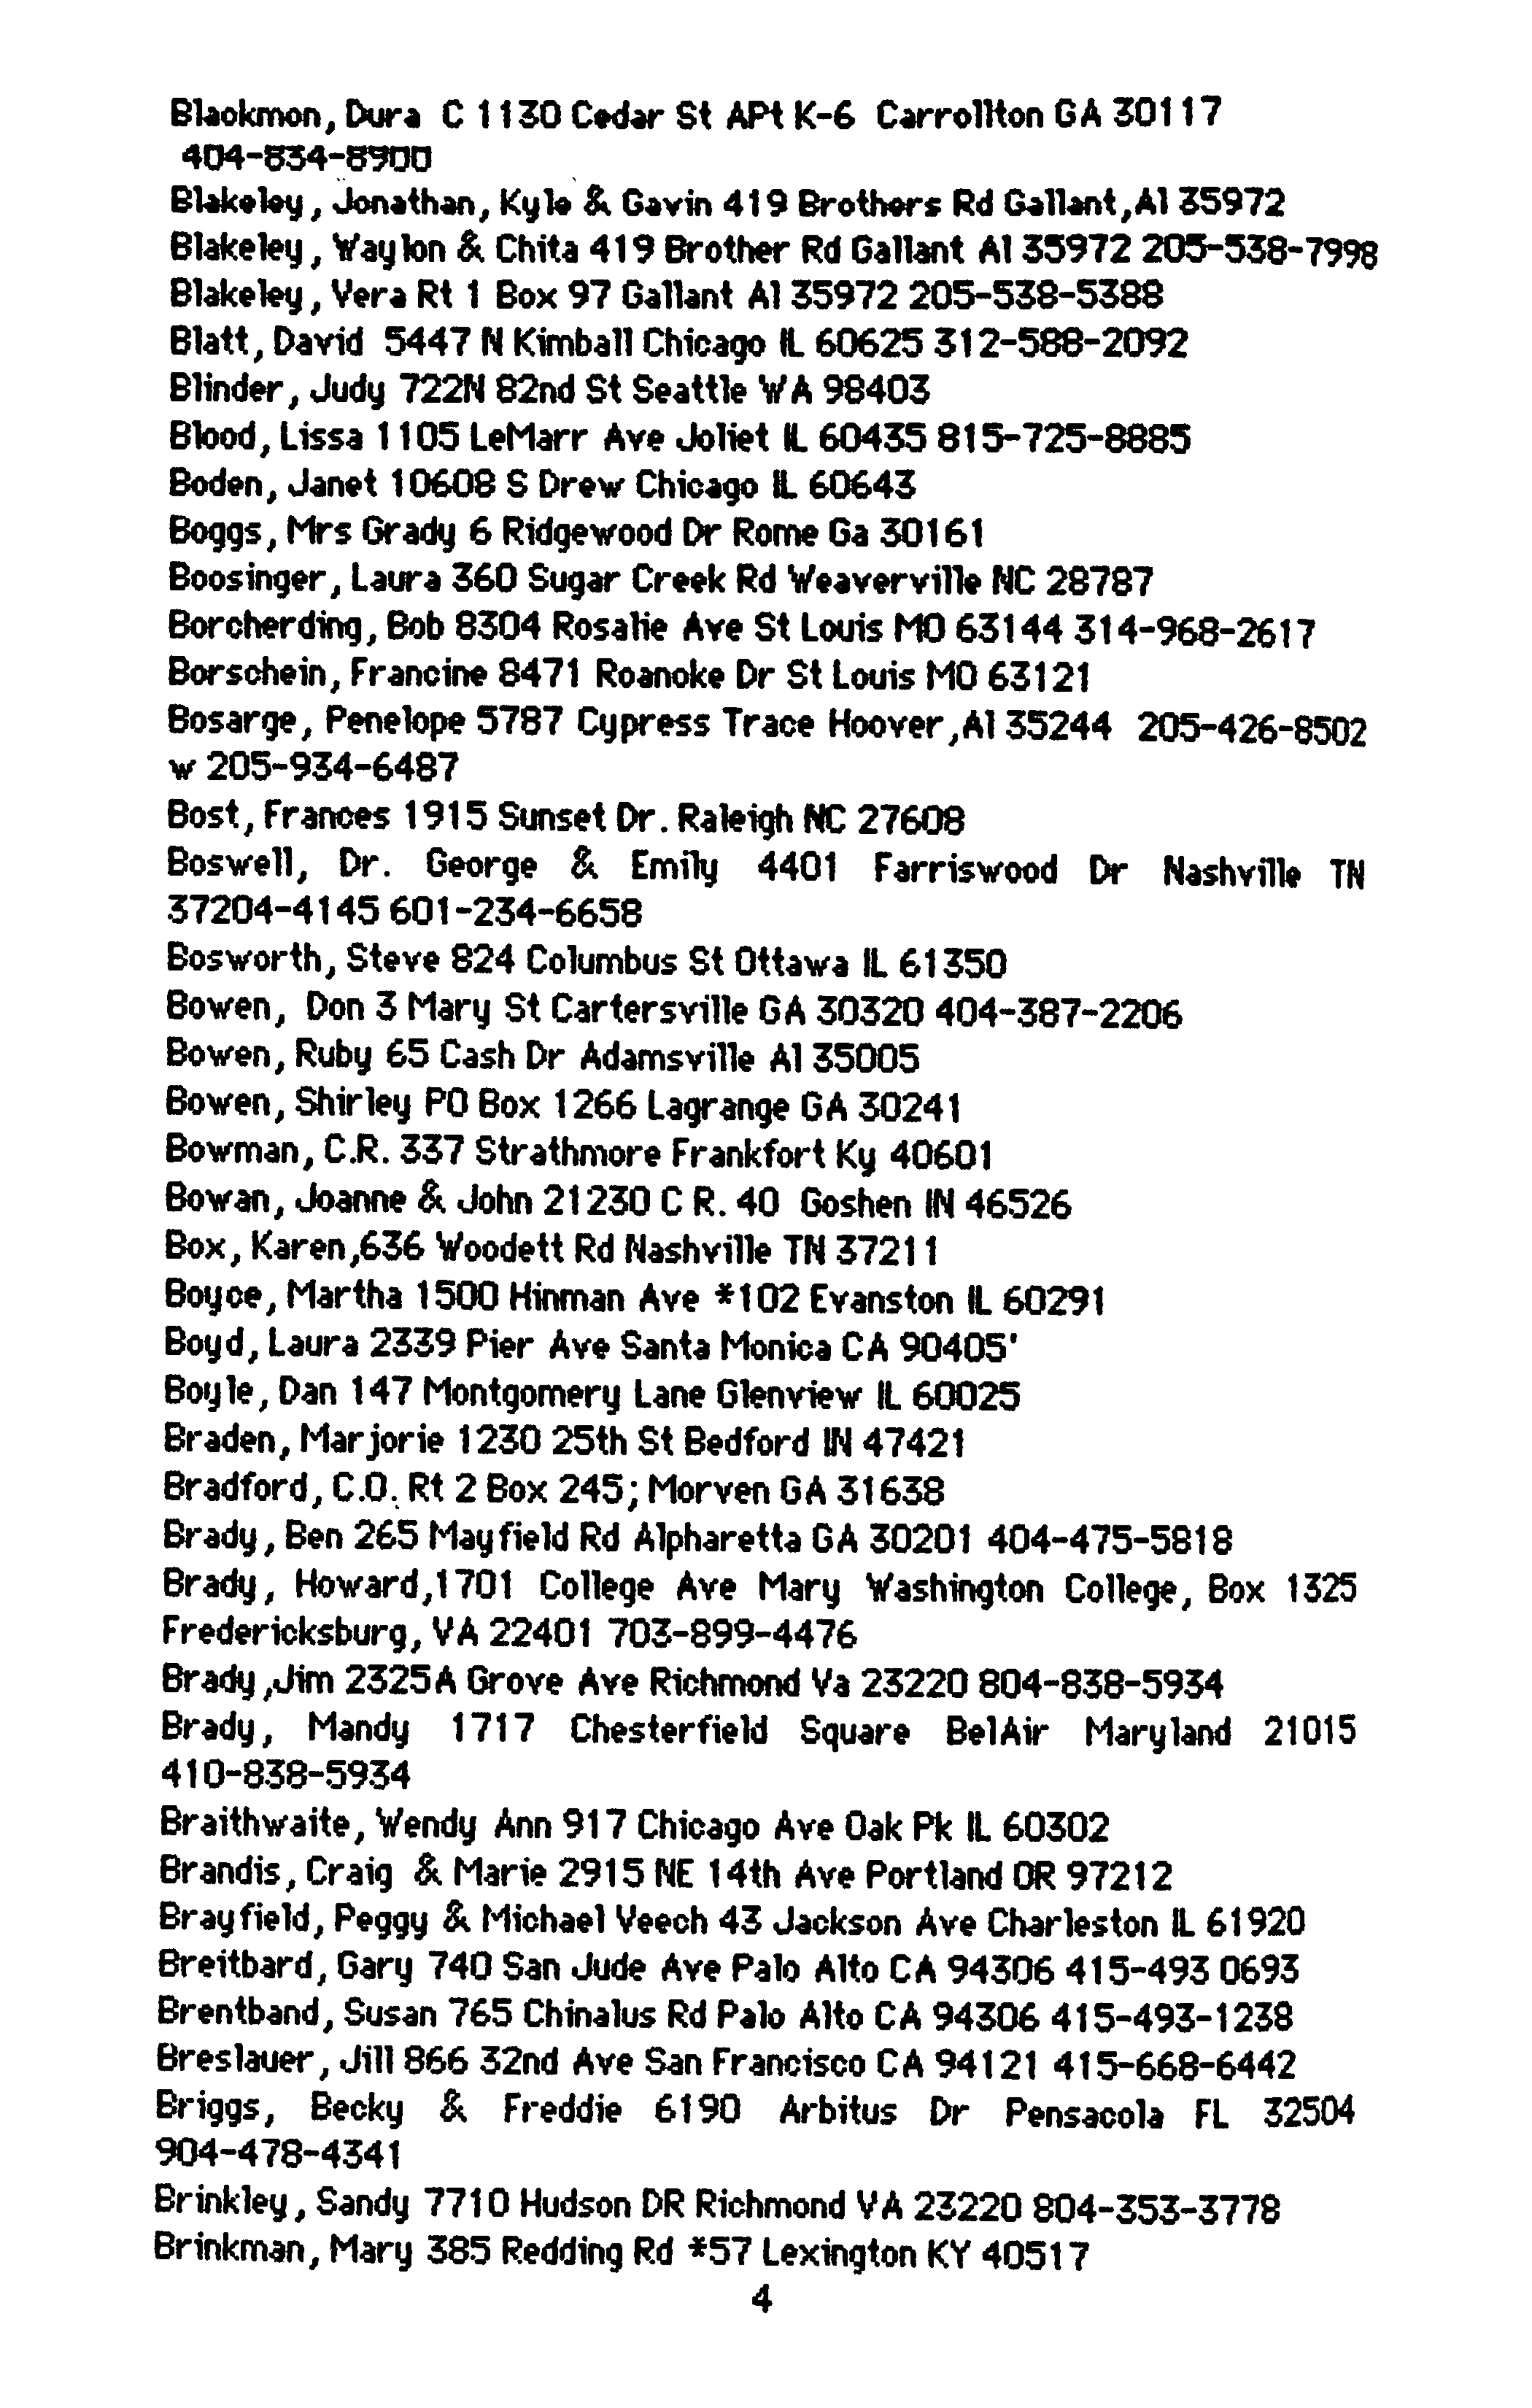 Blackmon, Dura C 1130 Cedar St APt K-6 Carrollton GA 30117
404-834-8900
Blakeley, Jonathan, Kyle & Gavin 419 Brothers Rd Gallant,Al 35972
Blakeley, Waylon & Chita 419 Brother Rd Gallant Al 35972 205-538-7998
Blakeley, Vera Rt 1 Box 97 Gallant Al 35972 205-538-5388
Blatt, David 5447 N Kimball Chicago IL 60625 312-588-2092
Blinder, Judy 722N 82nd St Seattle WA 98403
Blood, Lissa 1105 LeMarr Ave Joliet IL 60435 815-725-8885
Boden, Janet 10608 S Drew Chicago IL 60643
Boggs, Mrs Grady 6 Ridgewood Dr Rome Ga 30161
Boosinger, Laura 360 Sugar Creek Rd Weaverville NC 28787
Borcherding, Bob 8304 Rosalie Ave St Louis MO 63144 314-968-2617
Borschein, Francine 8471 Roanoke Dr St Louis MO 63121
Bosarge, Penelope 5787 Cypress Trace Hoover,Al 35244 205-426-8502
w 205-934-6487
Bost, Frances 1915 Sunset Dr. Raleigh NC 27608
Boswell, Dr. George & Emily 4401 Farriswood Dr Nashville TN
37204-4145 601-234-6658
Bosworth, Steve 824 Columbus St Ottawa IL 61350
Bowen, Don 3 Mary St Cartersville GA 30320 404-387-2206
Bowen, Ruby 65 Cash Dr Adamsville Al 35005
Bowen, Shirley PO Box 1266 Lagrange GA 30241
Bowman, C.R. 337 Strathmore Frankfort Ky 40601
Bowan, Joanne & John 21230 C R. 40 Goshen IN 46526
Box, Karen,636 Woodett Rd Nashville TN 37211
Boyce, Martha 1500 Hinman Ave *102 Evanston IL 60291
Boyd, Laura 2339 Pier Ave Santa Monica CA 90405'
Boyle, Dan 147 Montgomery Lane Glenview IL 60025
Braden, Marjorie 1230 25th St Bedford IN 47421
Bradford, C.O. Rt 2 Box 245; Morven GA 31638
Brady, Ben 265 Mayfield Rd Alpharetta GA 30201 404-475-5818
Brady, Howard,1701 College Ave Mary Washington College, Box 1325
Fredericksburg, VA 22401 703-899-4476
Brady ,Jim 2325A Grove Ave Richmond Va 23220 804-838-5934
Brady, Mandy 1717 Chesterfield Square BelAir Maryland 21015
410-838-5934
Braithwaite, Wendy Ann 917 Chicago Ave Oak Pk IL 60302
Brandis, Craig & Marie 2915 NE 14th Ave Portland OR 97212
Brayfield, Peggy & Michael Veech 43 Jackson Ave Charleston IL 61920
Breitbard, Gary 740 San Jude Ave Palo Alto CA 94306 415-493 0693
Brentband, Susan 765 Chinalus Rd Palo Alto CA 94306 415-493-1238
Breslauer, Jill 866 32nd Ave San Francisco CA 94121 415-668-6442
Briggs, Becky & Freddie 6190 Arbitus Dr Pensacola FL 32504
904-478-4341
Brinkley, Sandy 7710 Hudson DR Richmond VA 23220 804-353-3778
Brinkman, Mary 385 Redding Rd *57 Lexington KY 40517
4